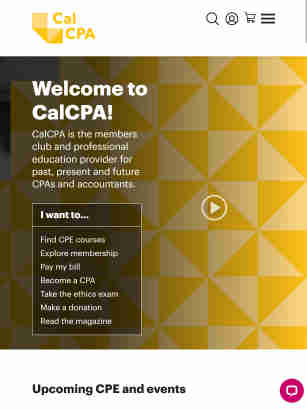 Cal
CPA
Welcome to
CalCPA!
CalCPA is the members
club and professional
education provider for
past, present and future
CPAs and accountants.
I want to...
Find CPE courses
Explore membership
Pay my bill
Become a CPA
Take the ethics exam
Make a donation
Read the magazine
Upcoming CPE and events